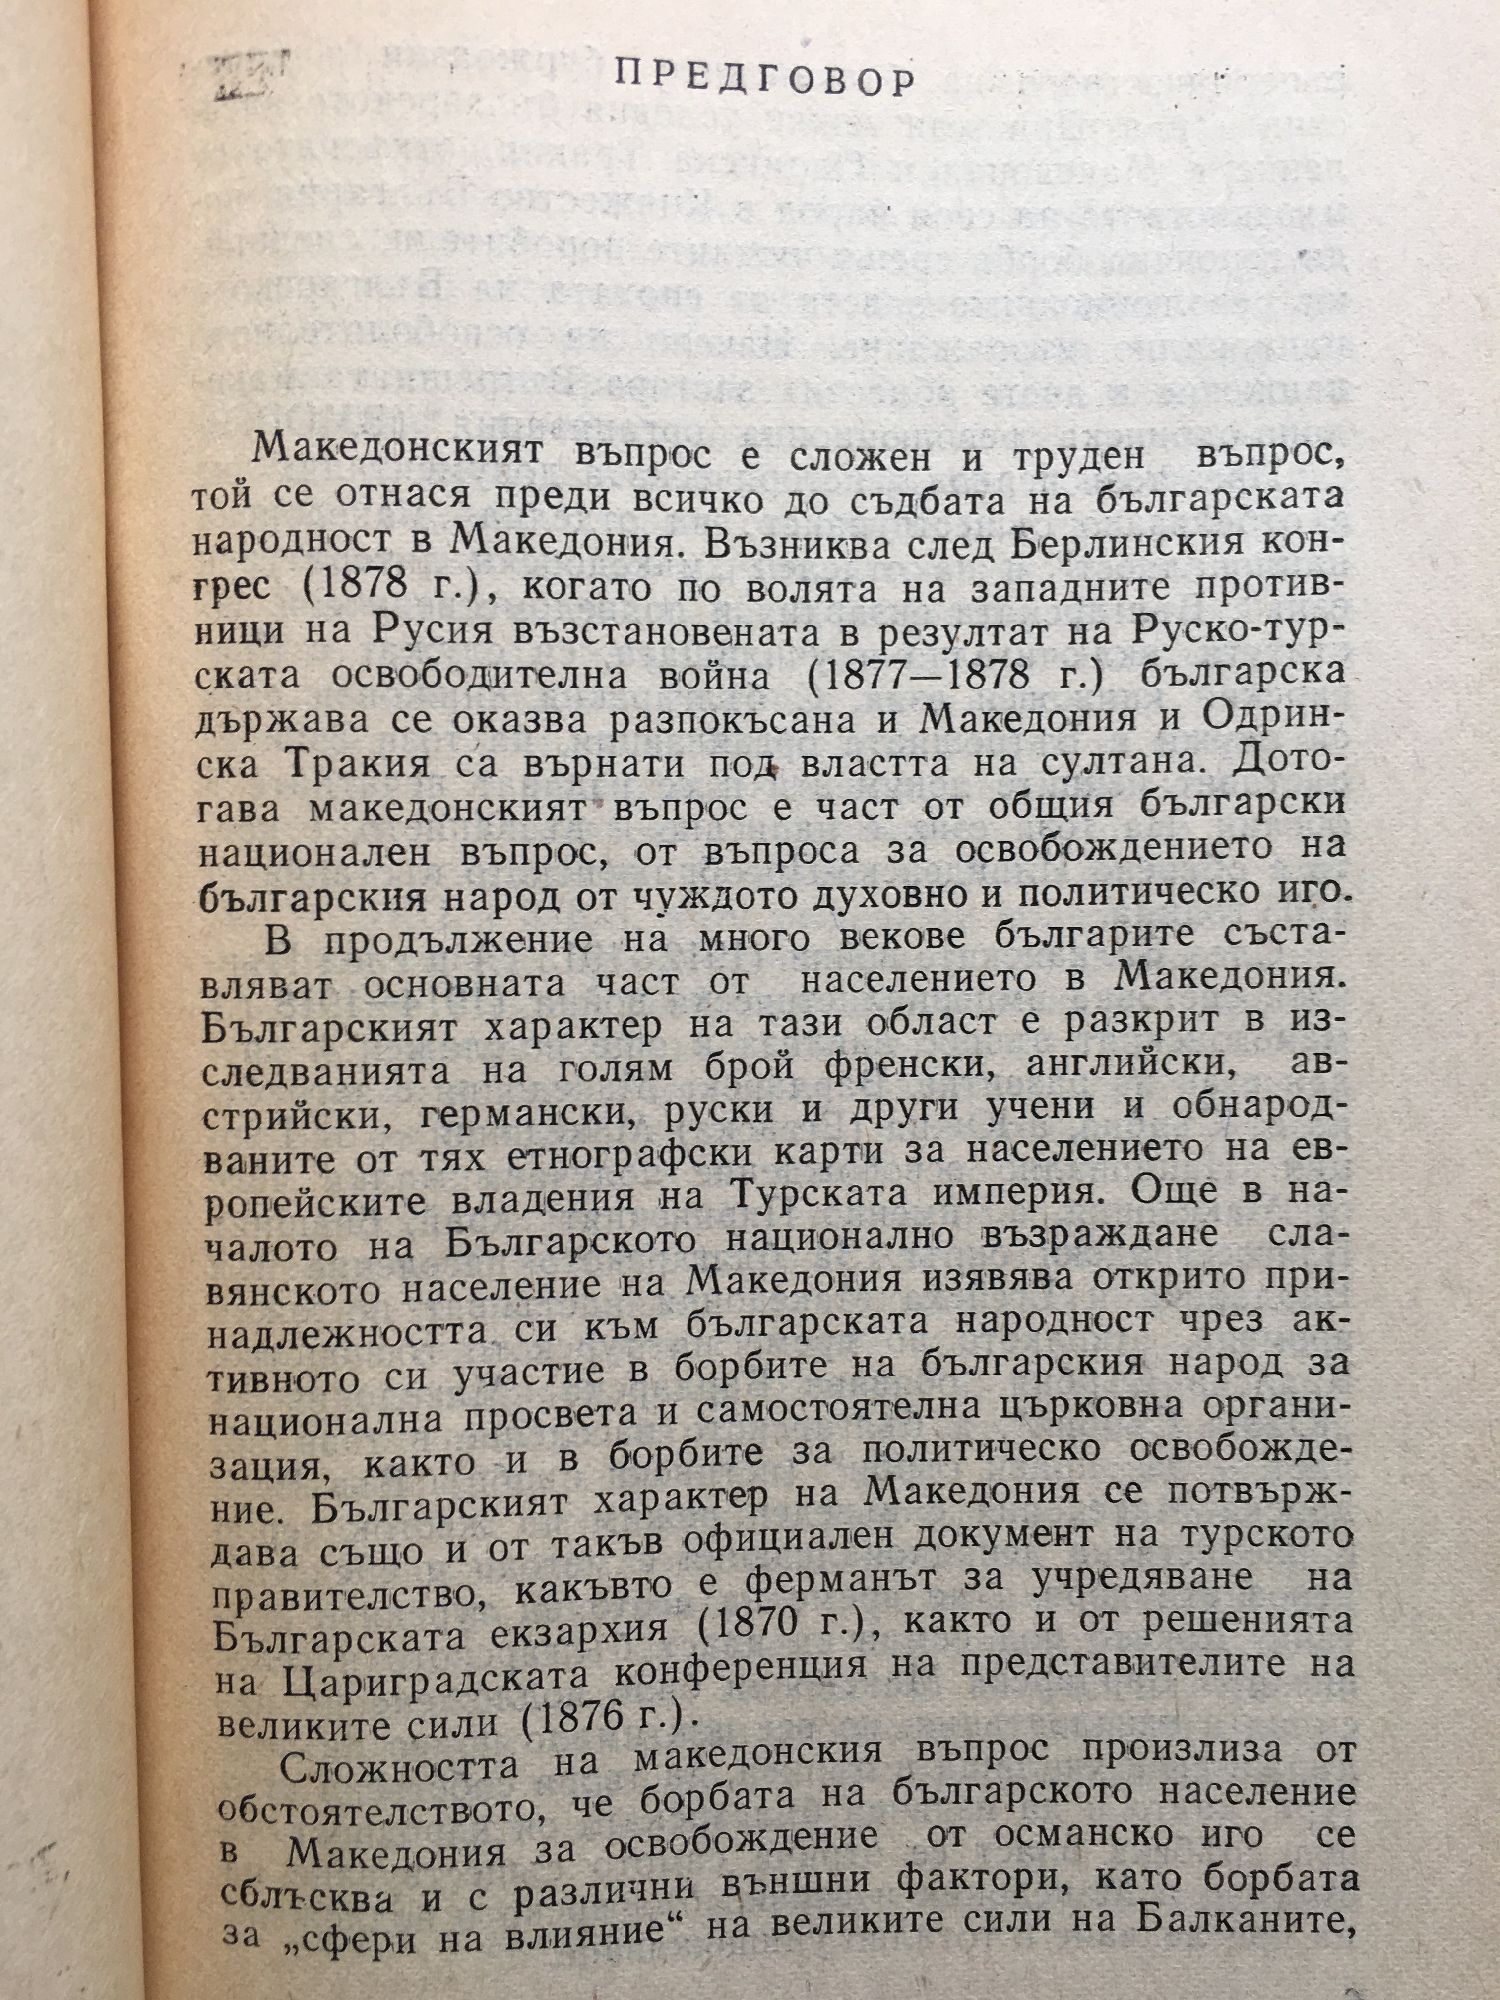 ПРЕДГОВОР
Македонският въпрос е сложен и труден въпрос,
той се отнася преди всичко до съдбата на българската
народност в Македония. Възниква след Берлинския кон-
грес (1878 г.), когато по волята на западните против-
ници на Русия възстановената в резултат на Руско-тур-
ската освободителна война (1877—1878 г.) българска
държава се оказва разпокъсана и Македония и Одрин-
ска Тракия са върнати под властта на султана. Дото-
гава македонският въпрос е част от общия български
национален въпрос, от въпроса за освобождението на
българския народ от чуждото духовно и политическо иго.
В продължение на много векове българите съста-
вляват основната част от населението в Македония.
Българският характер на тази област е разкрит в из-
следванията на голям брой френски, английски, ав-
стрийски, германски, руски и други учени и обнарод-
ваните от тях етнографски карти за населението на ев-
ропейските владения на Турската империя. Още в на-
чалото на Българското национално възраждане сла-
вянското население на Македония изявява открито при-
надлежността си към българската народност чрез ак-
тивното си участие в борбите на българския народ за
национална просвета и самостоятелна църковна органи-
зация, както и в борбите за политическо освобожде-
ние. Българският характер на Македония се потвърж-
дава също и от такъв официален документ на турското
правителство, какъвто е ферманът за учредяване на
Българската екзархия (1870 г.), както и от решенията
на Цариградската конференция на представителите на
великите сили (1876 г.).
Сложността на македонския въпрос произлиза от
обстоятелството, че борбата на българското население
в Македония за освобождение от османско иго се
сблъсква и с различни външни фактори, като борбата
за „сфери на влияние“ на великите сили на Балканите,